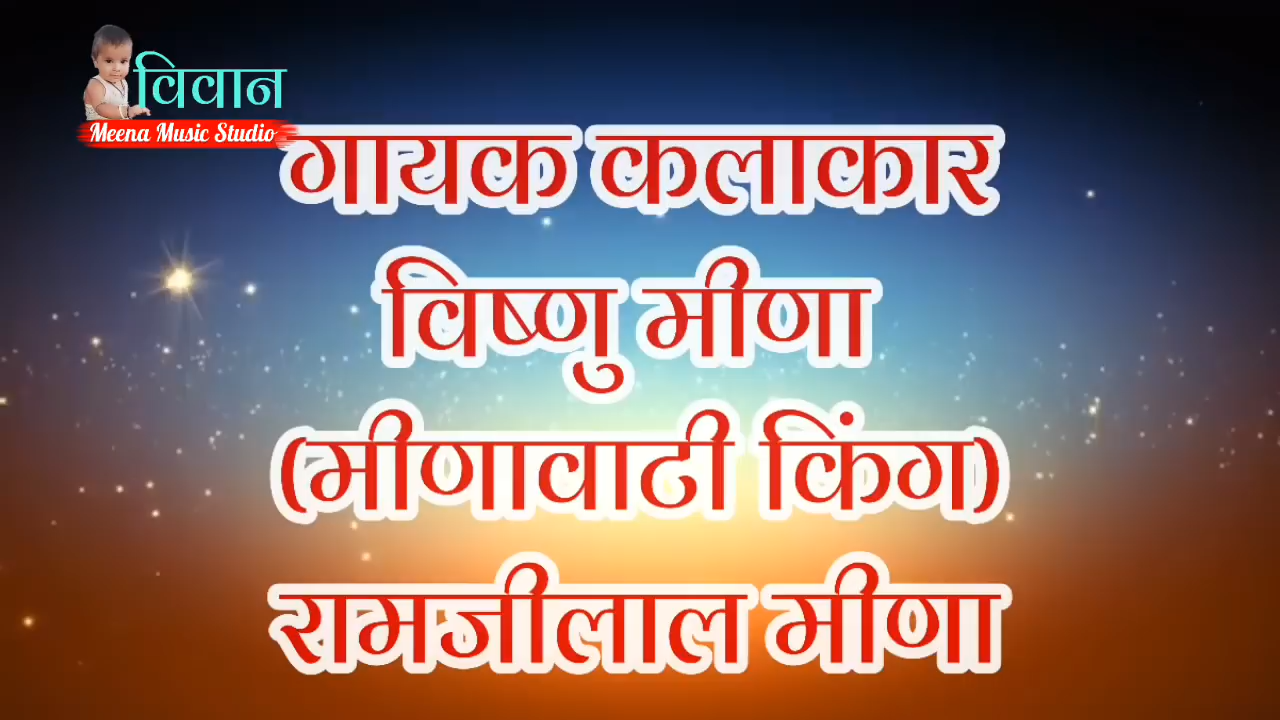 विवान
Meena Music Studio
गायक कलाकार
विष्णु मीणा
(मीणावाटी किंग)
रामजीलाल मीणा